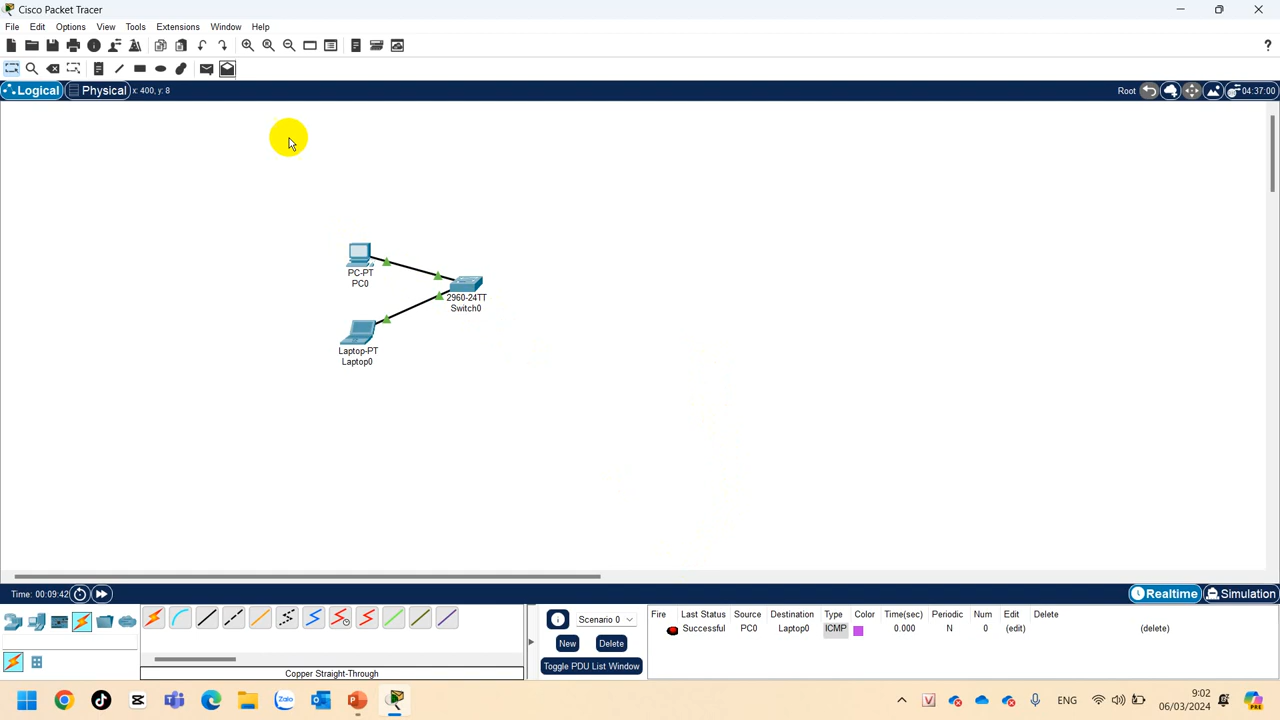 Cisco Packet Tracer
File Edit Options View Tools Extensions Window Help
?
Logical Physical x: 400, y: 8 Root 04:37:00
PC-PT
PC0
2960-24TT
Switch0
Laptop-PT
Laptop0
Time: 00:09:42 Realtime Simulation
Scenario 0
New Delete
Toggle PDU List Window
Fire Last Status Source Destination Type Color Time(sec) Periodic Num Edit Delete
Successful PC0 Laptop0 ICMP 0.000 N 0 (edit) (delete)
Copper Straight-Through
Zalo ENG 9:02
06/03/2024
PRE